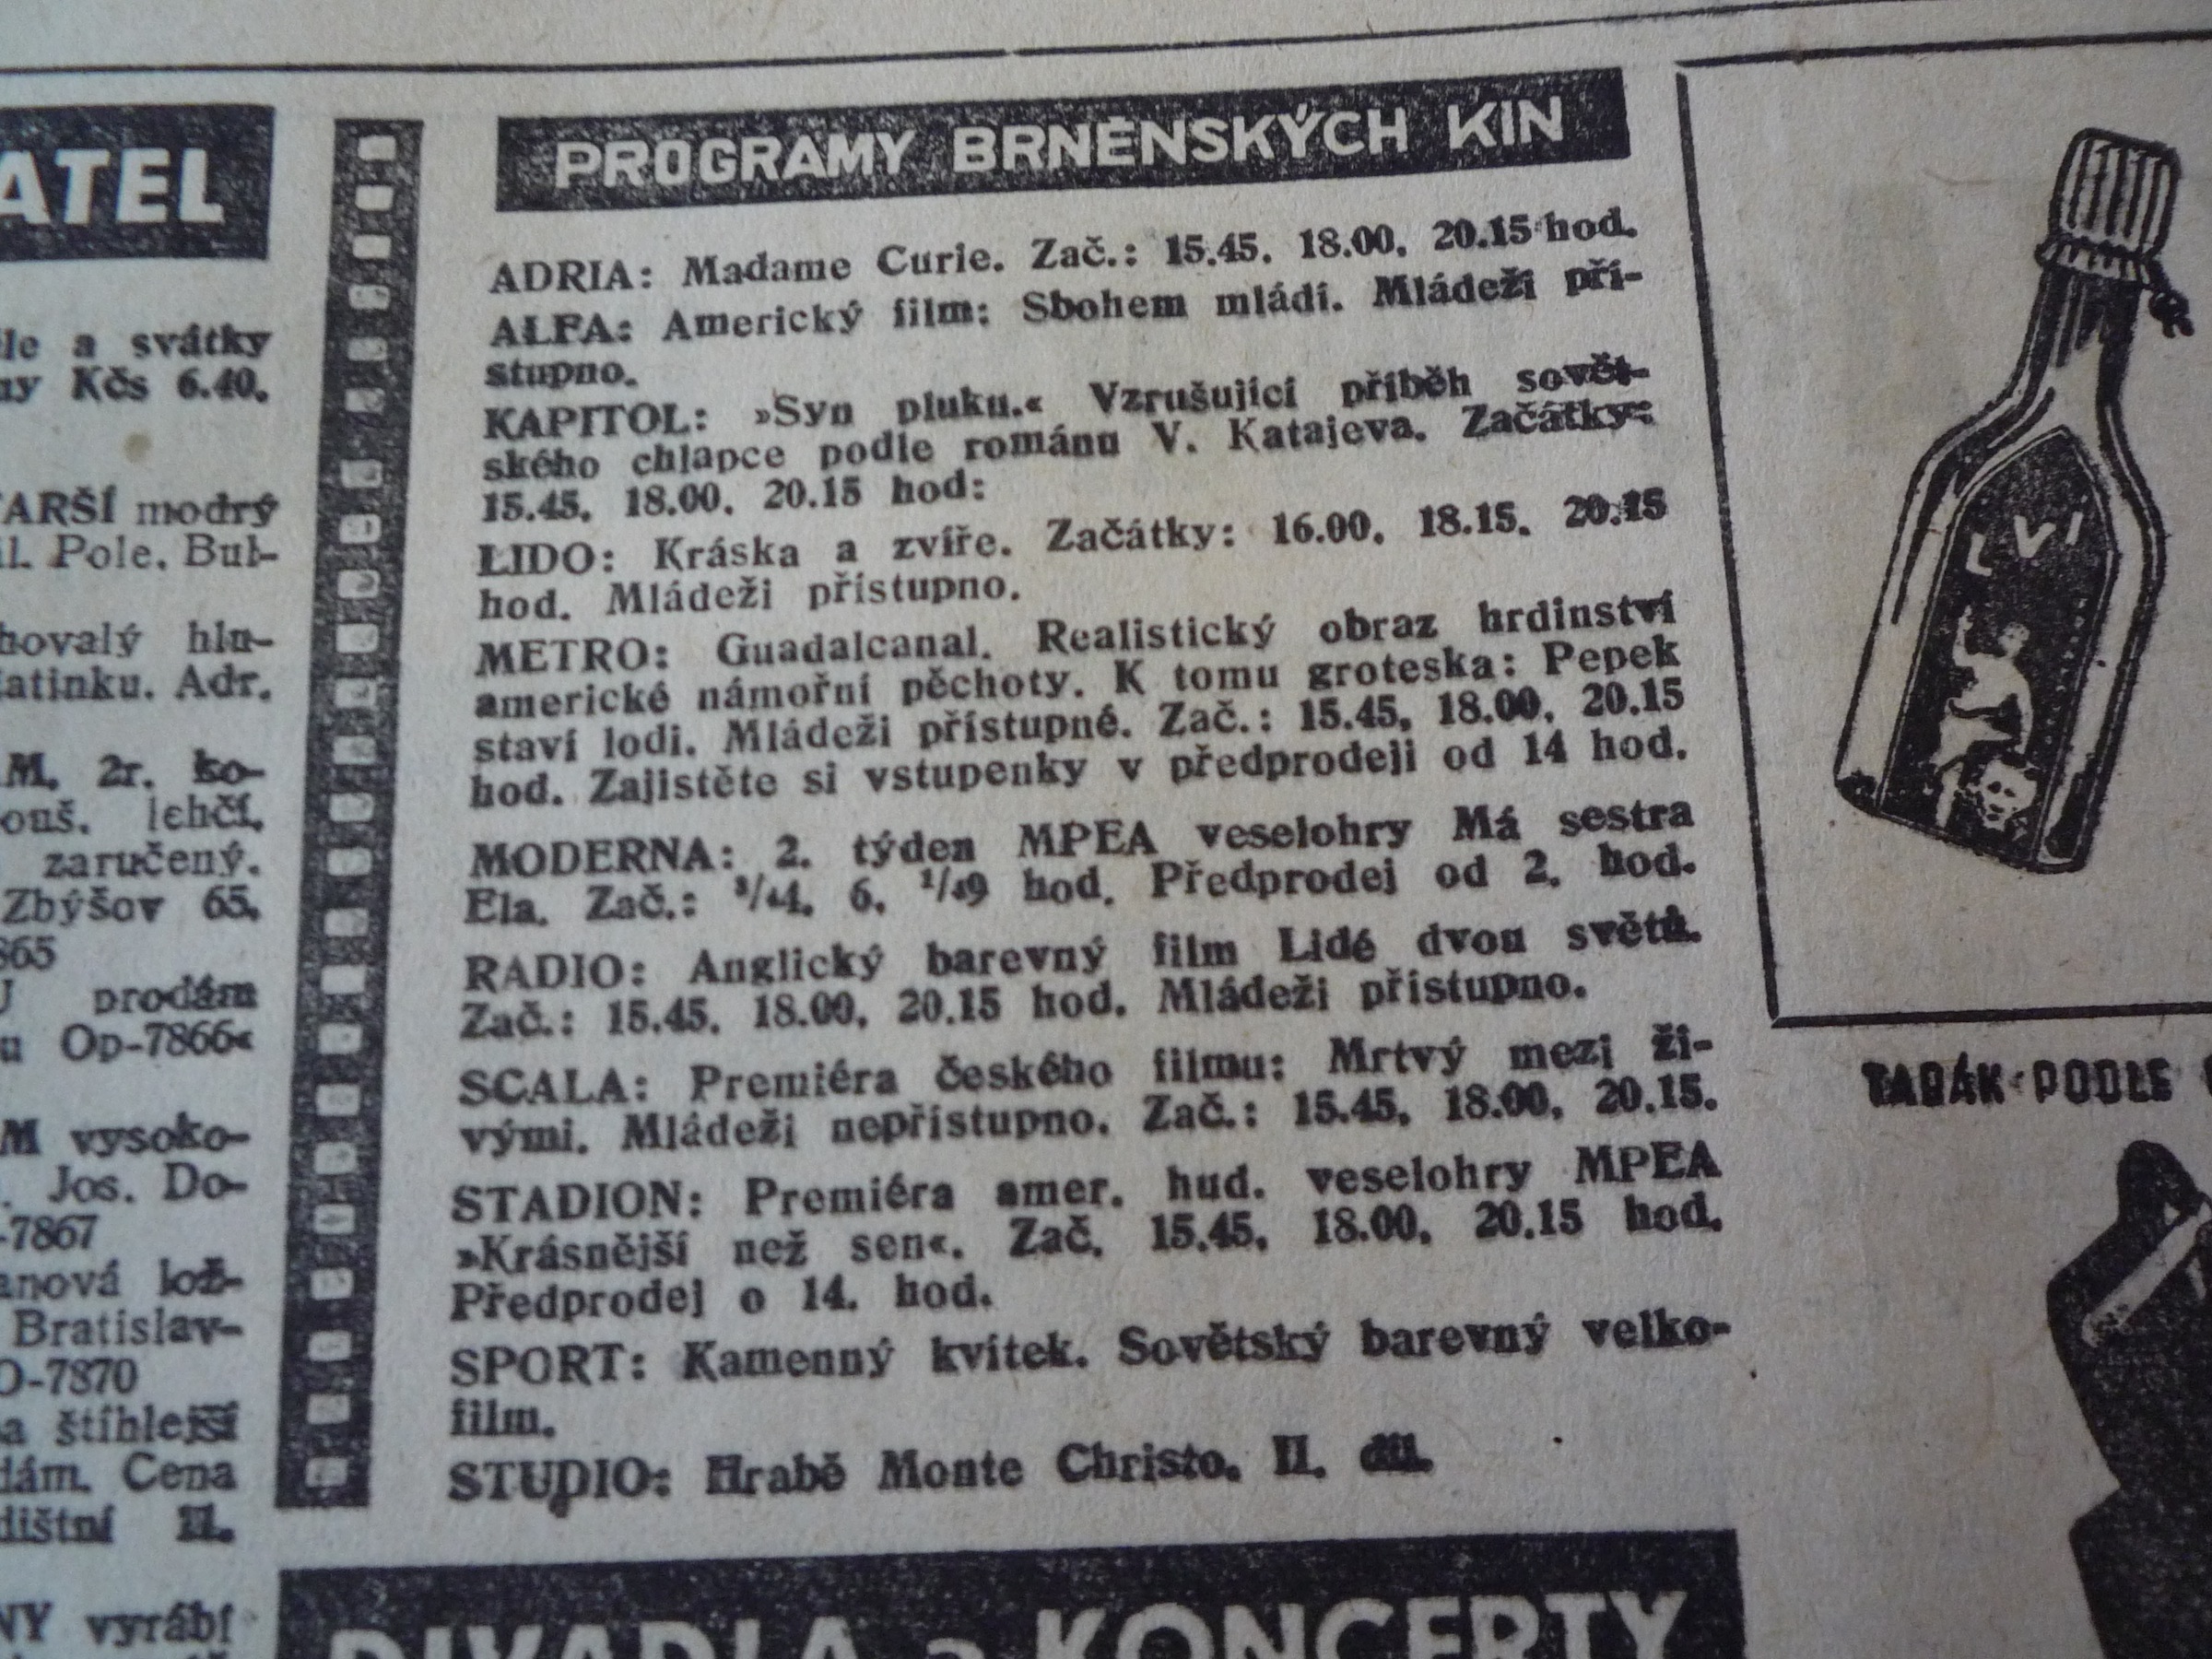 ATEL
le a svátky
ny Kčs 6.40.
TARŠÍ modrý
Pole. Bul-
hovalý hlu-
atinku. Adr.
M. 2r. ko-
ouš. lehčí,
zaručený.
Zbýšov 65,
865
U prodám
Op-7866«
M vysoko-
Jos. Do-
-7867
anová lož-
Bratislav-
O-7870
a štíhlejší
dám. Cena
dištní II.
NY vyrábí
PROGRAMY BRNĚNSKÝCH KIN
ADRIA: Madame Curie. Zač.: 15.45, 18.00, 20.15 hod.
ALFA: Americký film: Sbohem mládí. Mládeži pří-
stupno.
KAPITOL: »Syn pluku.« Vzrušující příběh sovět-
ského chlapce podle románu V. Katajeva. Začátky:
15.45, 18.00, 20.15 hod:
LIDO: Kráska a zvíře. Začátky: 16.00, 18.15, 20.15
hod. Mládeži přístupno.
METRO: Guadalcanal. Realistický obraz hrdinství
americké námořní pěchoty. K tomu groteska: Pepek
staví lodi. Mládeži přístupné. Zač.: 15.45, 18.00, 20.15
hod. Zajistěte si vstupenky v předprodeji od 14 hod.
MODERNA: 2. týden MPEA veselohry Má sestra
Ela. Zač.: ³/₄4, 6, ¹/₄9 hod. Předprodej od 2. hod.
RADIO: Anglický barevný film Lidé dvou světů.
Zač.: 15.45, 18.00, 20.15 hod. Mládeži přístupno.
SCALA: Premiéra českého filmu: Mrtvý mezi ži-
vými. Mládeži nepřístupno. Zač.: 15.45, 18.00, 20.15.
STADION: Premiéra amer. hud. veselohry MPEA
»Krásnější než sen«. Zač. 15.45, 18.00, 20.15 hod.
Předprodej o 14. hod.
SPORT: Kamenný kvítek. Sovětský barevný velko-
film.
STUDIO: Hrabě Monte Christo. II. díl.
DIVADLA a KONCERTY
LVI
TABÁK PODLE